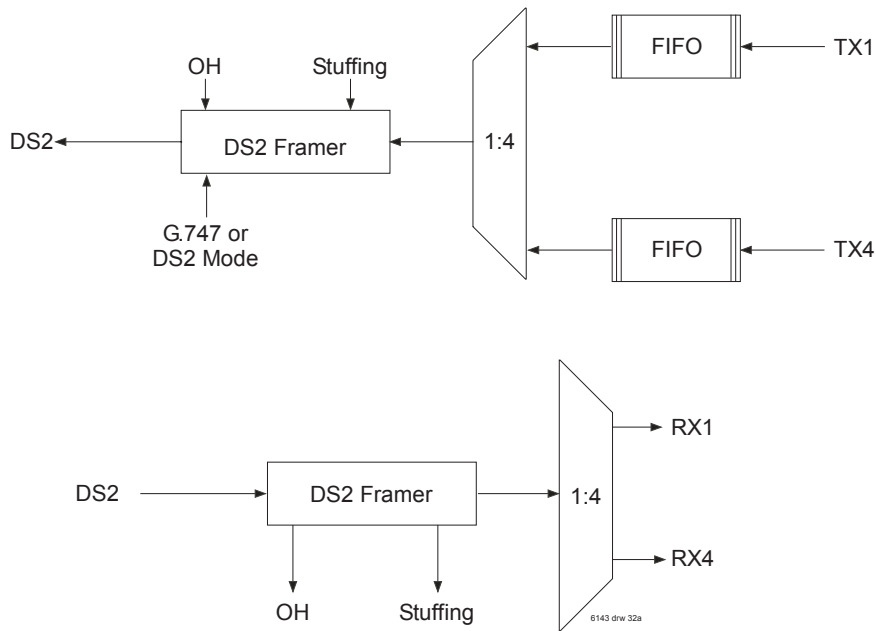 FIFO
TX1
OH
Stuffing
DS2
DS2 Framer
1:4
G.747 or
DS2 Mode
FIFO
TX4
RX1
DS2
DS2 Framer
1:4
RX4
OH
Stuffing
6143 drw 32a